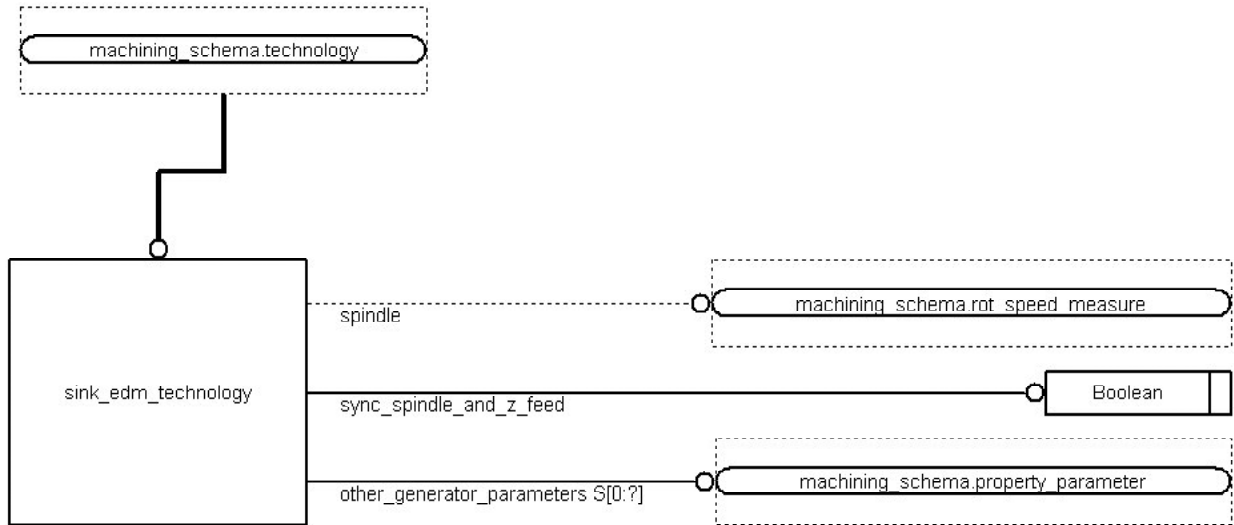 machining_schema.technology
spindle
machining_schema.rot_speed_measure
sink_edm_technology
sync_spindle_and_z_feed
Boolean
other_generator_parameters S[0:?]
machining_schema.property_parameter